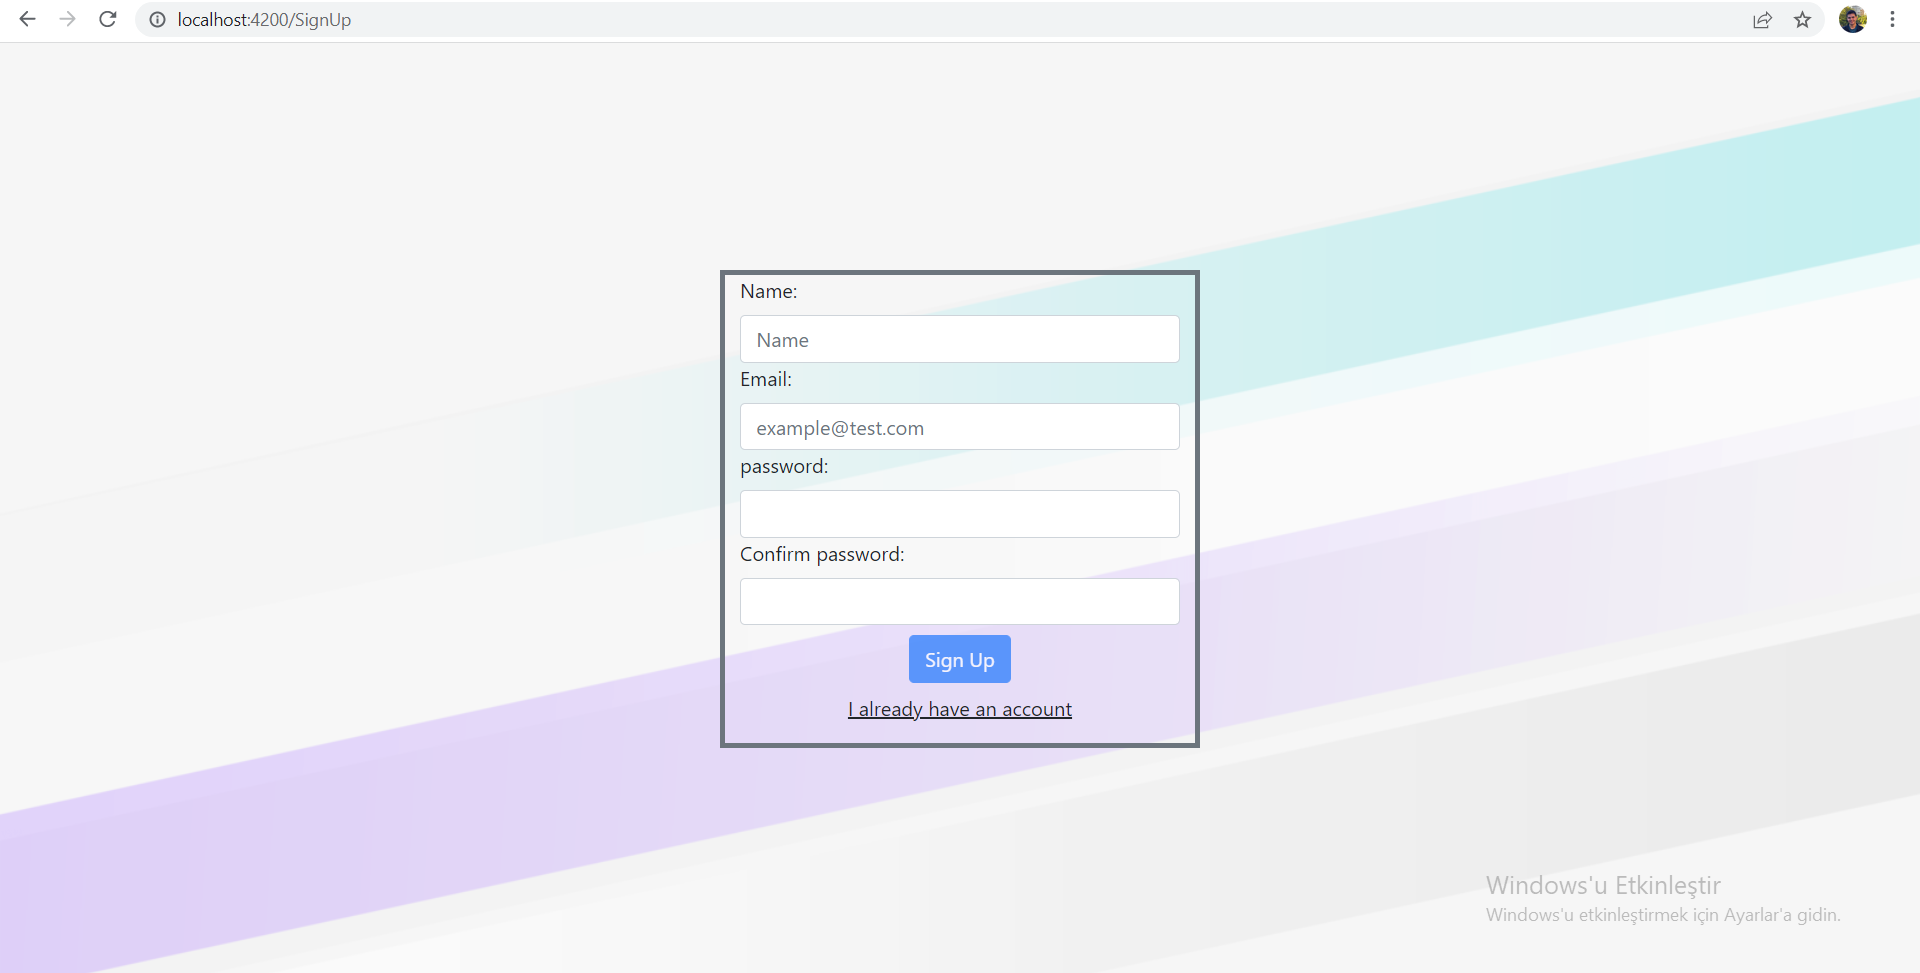 localhost:4200/SignUp
Name:
Name
Email:
example@test.com
password:
Confirm password:
Sign Up
I already have an account
Windows'u Etkinleştir
Windows'u etkinleştirmek için Ayarlar'a gidin.